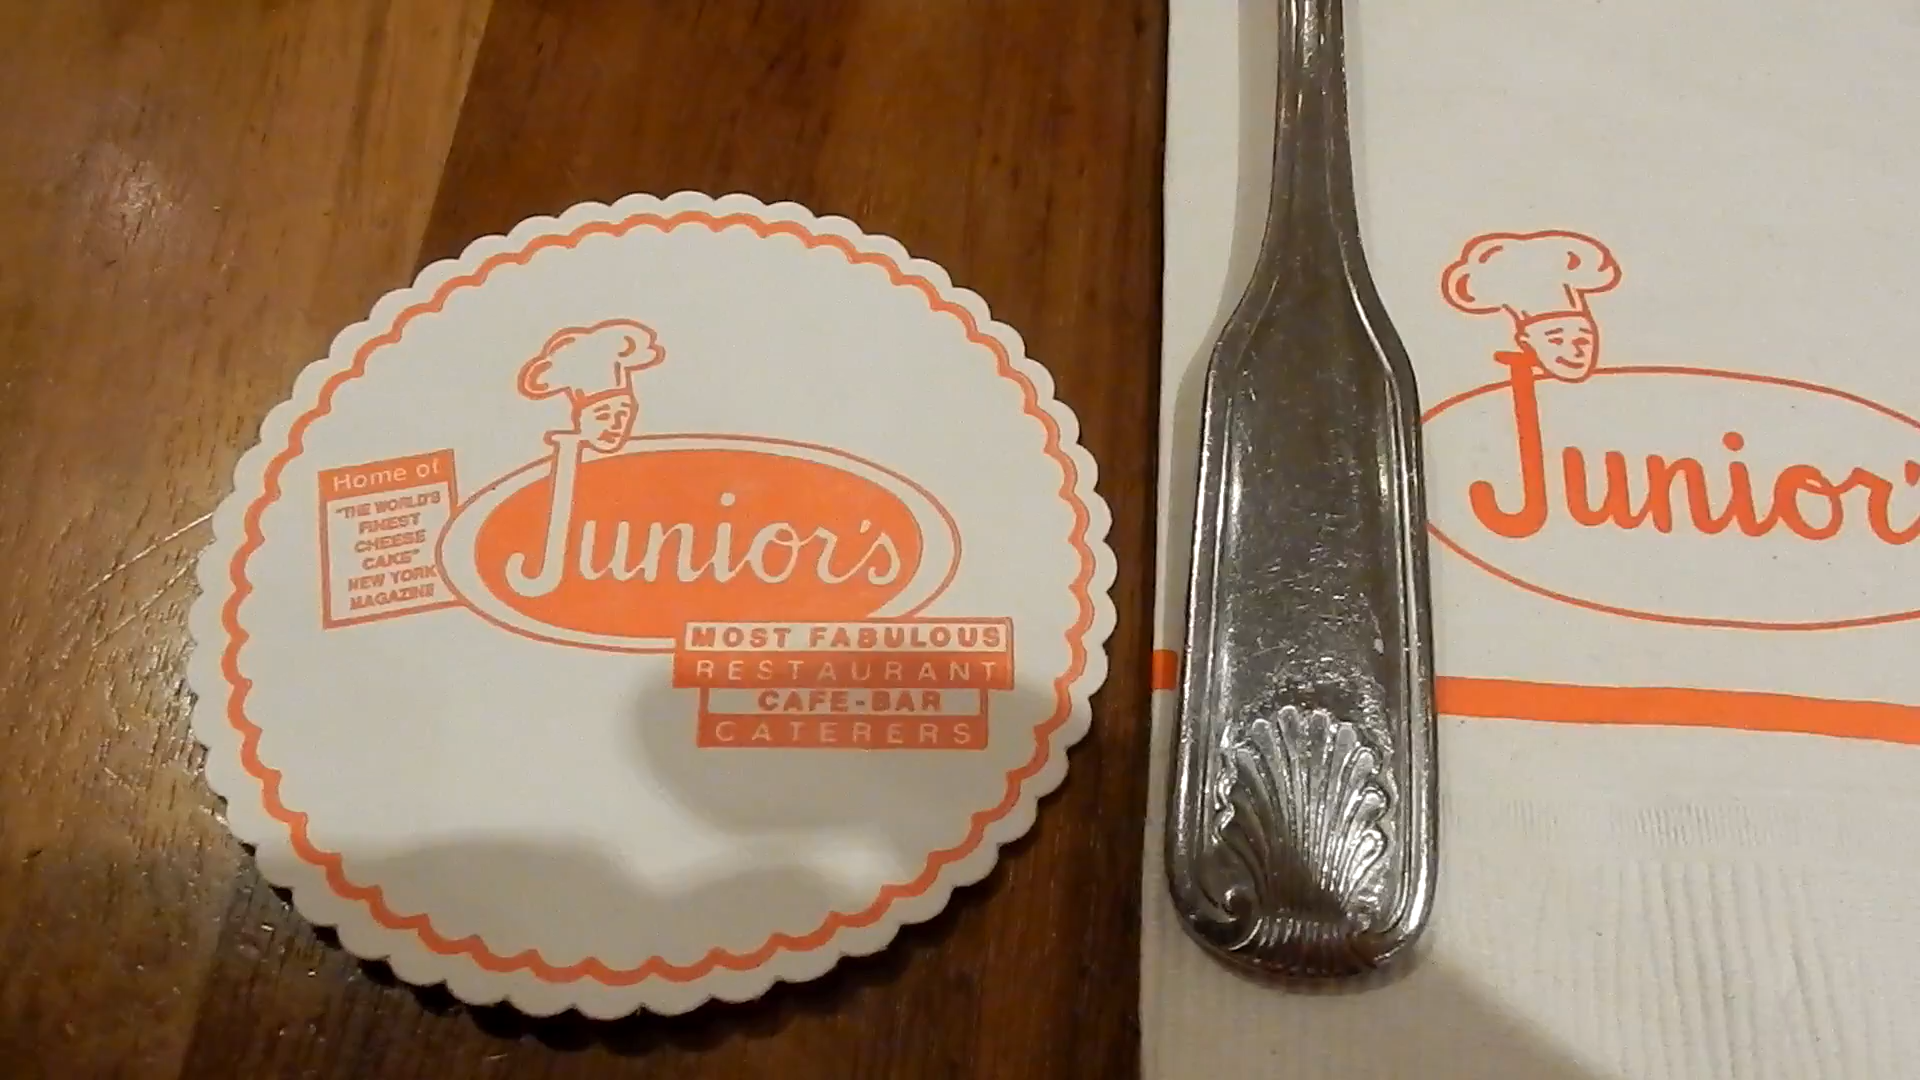 Home of
"THE WORLD'S
FINEST
CHEESE
CAKE"
NEW YORK
MAGAZINE
Junior's
MOST FABULOUS
RESTAURANT
CAFE-BAR
CATERERS
Junior'